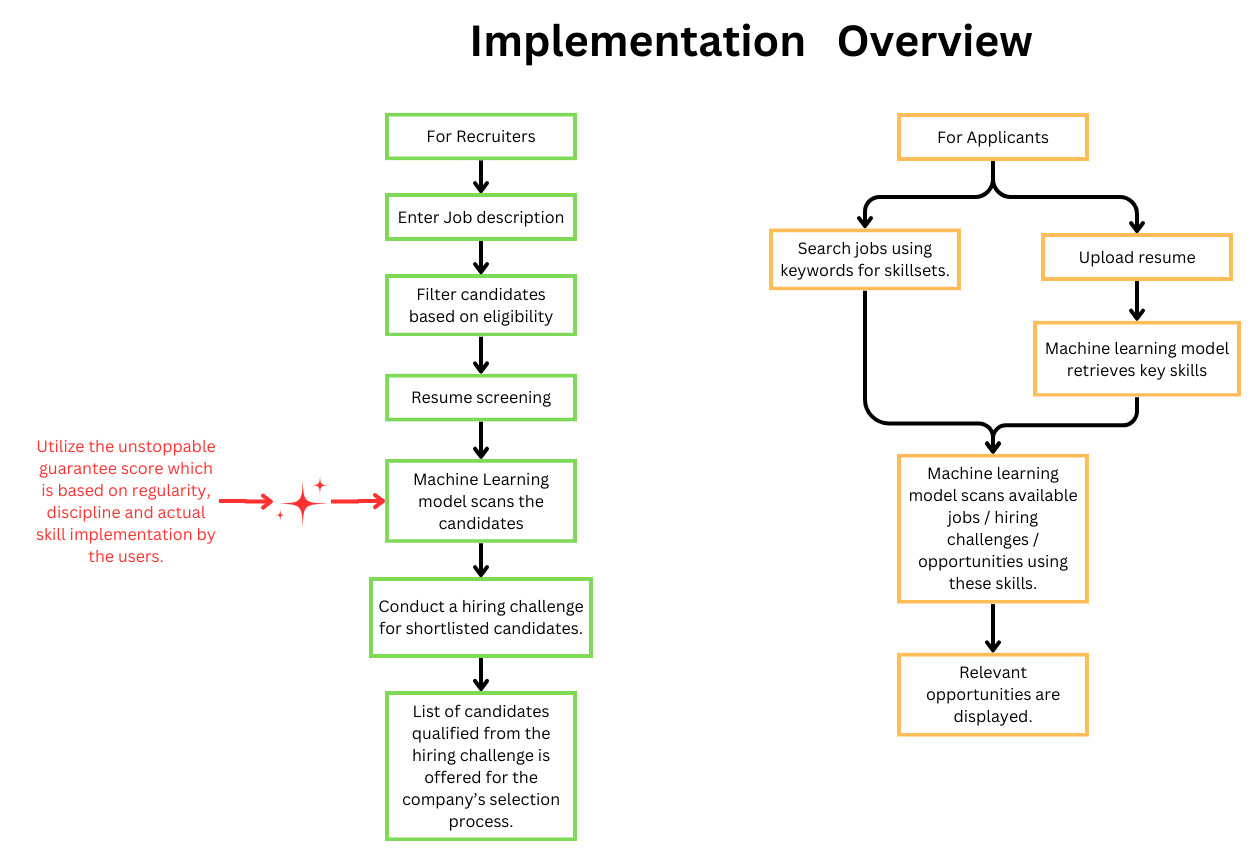 Implementation Overview
For Recruiters
Enter Job description
Filter candidates
based on eligibility
Resume screening
Machine Learning
model scans the
candidates
Utilize the unstoppable
guarantee score which
is based on regularity,
discipline and actual
skill implementation by
the users.
Conduct a hiring challenge
for shortlisted candidates.
List of candidates
qualified from the
hiring challenge is
offered for the
company's selection
process.
For Applicants
Search jobs using
keywords for skillsets.
Upload resume
Machine learning model
retrieves key skills
Machine learning
model scans available
jobs / hiring
challenges /
opportunities using
these skills.
Relevant
opportunities are
displayed.